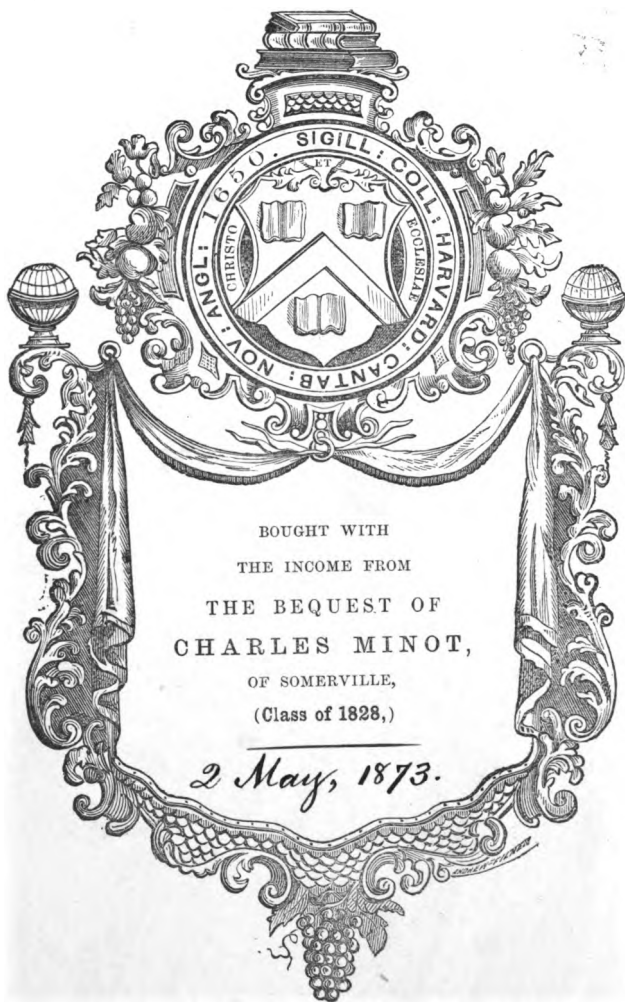 SIGILL: COLL: HARVARD: CANTAB: NOV: ANGL: 1650.
ET
CHRISTO
ECCLESIAE
BOUGHT WITH
THE INCOME FROM
THE BEQUEST OF
CHARLES MINOT,
OF SOMERVILLE,
(Class of 1828,)
2 May, 1873.